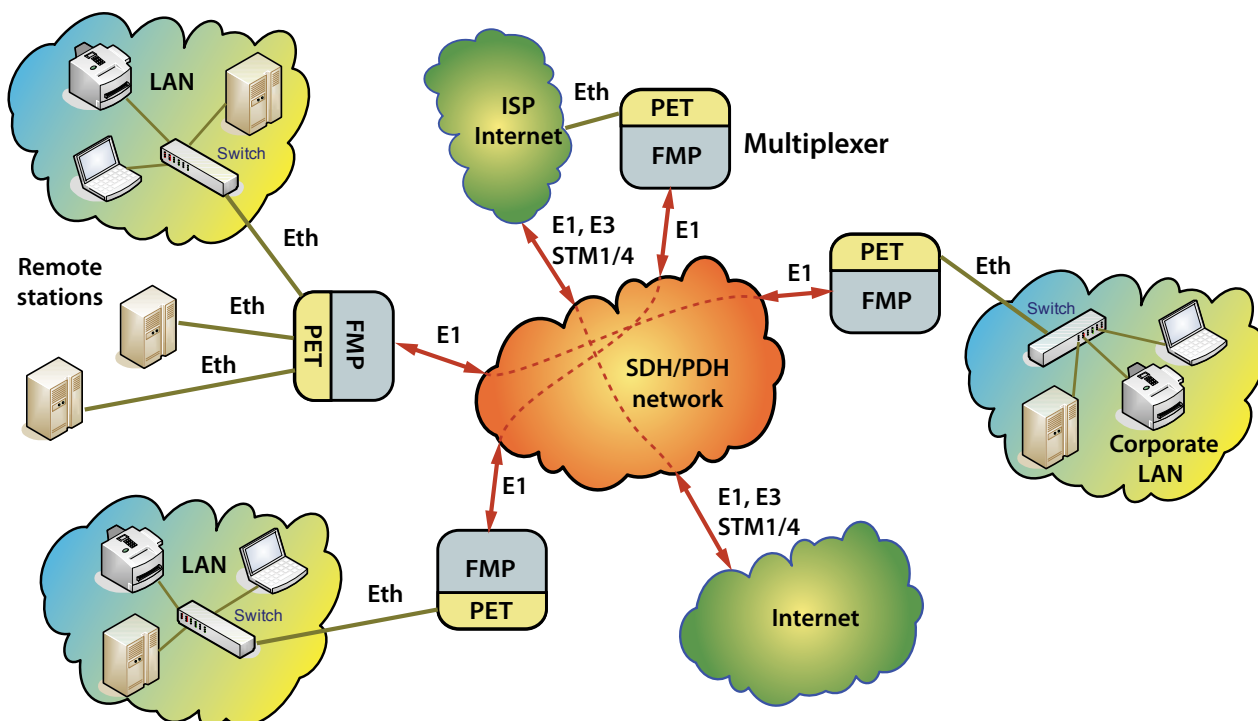 LAN
Switch
Eth
Remote
stations
Eth
Eth
PET
FMP
E1
ISP
Internet
Eth
PET
FMP
Multiplexer
E1, E3
STM1/4
E1
PET
FMP
E1
Eth
Switch
Corporate
LAN
SDH/PDH
network
E1
FMP
PET
Eth
LAN
Switch
E1, E3
STM1/4
Internet